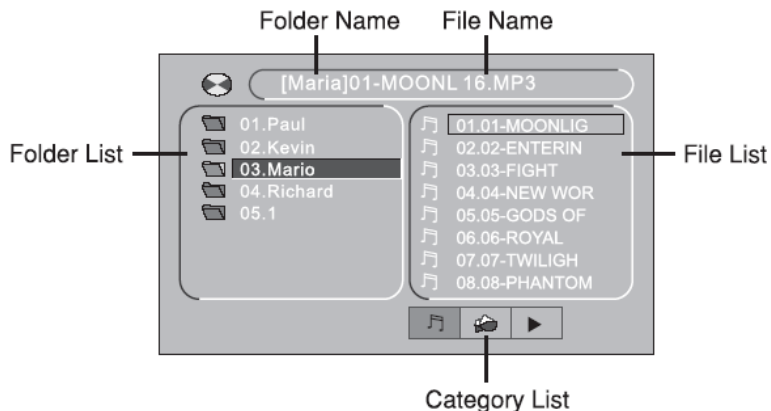 Folder Name
File Name
[Maria]01-MOONL 16.MP3
Folder List
01.Paul
02.Kevin
03.Mario
04.Richard
05.1
01.01-MOONLIG
02.02-ENTERIN
03.03-FIGHT
04.04-NEW WOR
05.05-GODS OF
06.06-ROYAL
07.07-TWILIGH
08.08-PHANTOM
File List
Category List